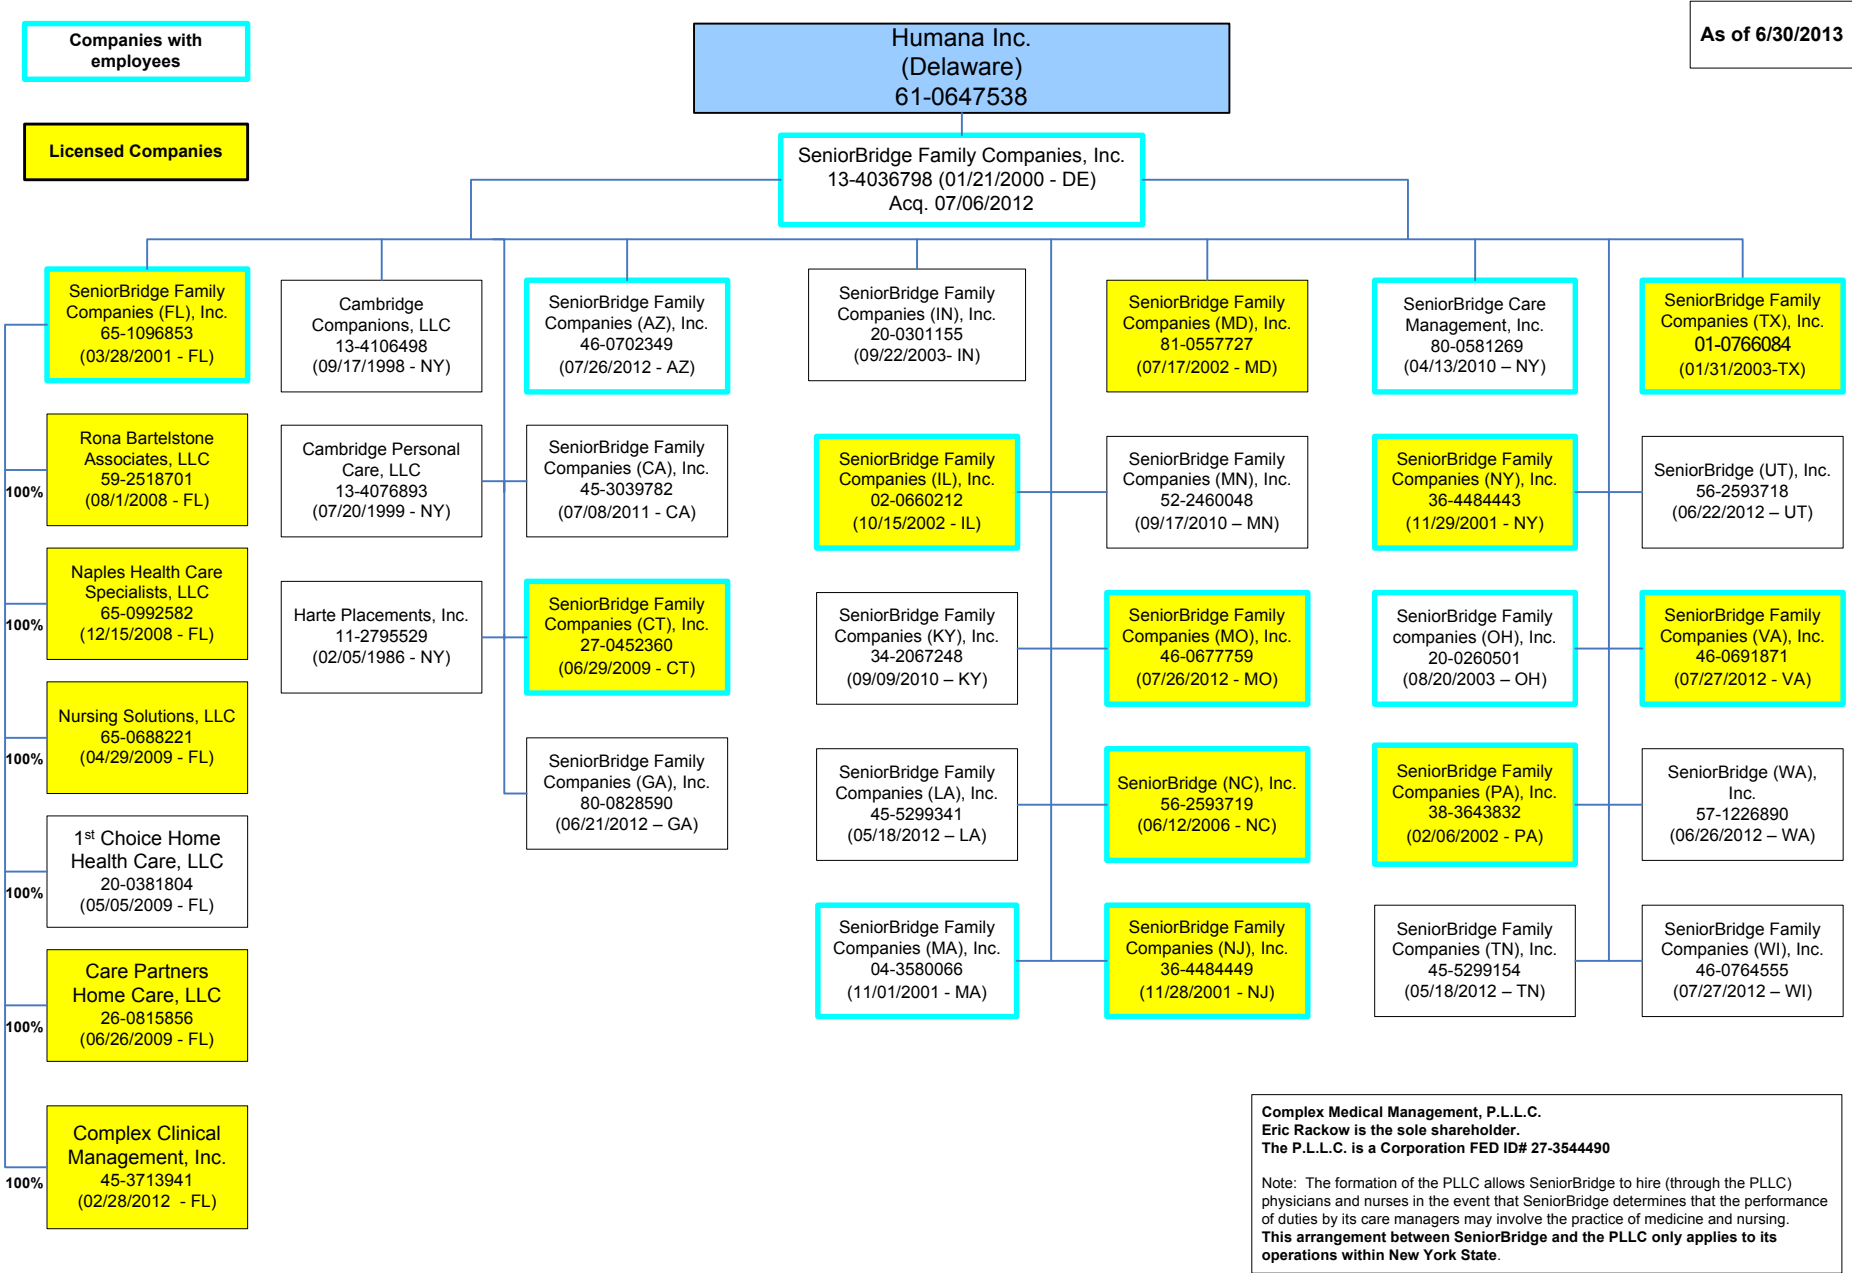 Companies with
employees
Licensed Companies
Humana Inc.
(Delaware)
61-0647538
As of 6/30/2013
SeniorBridge Family Companies, Inc.
13-4036798 (01/21/2000 - DE)
Acq. 07/06/2012
SeniorBridge Family
Companies (FL), Inc.
65-1096853
(03/28/2001 - FL)
Rona Bartelstone
Associates, LLC
59-2518701
(08/1/2008 - FL)
100%
Naples Health Care
Specialists, LLC
65-0992582
(12/15/2008 - FL)
100%
Nursing Solutions, LLC
65-0688221
(04/29/2009 - FL)
100%
1st Choice Home
Health Care, LLC
20-0381804
(05/05/2009 - FL)
100%
Care Partners
Home Care, LLC
26-0815856
(06/26/2009 - FL)
100%
Complex Clinical
Management, Inc.
45-3713941
(02/28/2012  - FL)
100%
Cambridge
Companions, LLC
13-4106498
(09/17/1998 - NY)
Cambridge Personal
Care, LLC
13-4076893
(07/20/1999 - NY)
Harte Placements, Inc.
11-2795529
(02/05/1986 - NY)
SeniorBridge Family
Companies (AZ), Inc.
46-0702349
(07/26/2012 - AZ)
SeniorBridge Family
Companies (CA), Inc.
45-3039782
(07/08/2011 - CA)
SeniorBridge Family
Companies (CT), Inc.
27-0452360
(06/29/2009 - CT)
SeniorBridge Family
Companies (GA), Inc.
80-0828590
(06/21/2012 – GA)
SeniorBridge Family
Companies (IN), Inc.
20-0301155
(09/22/2003- IN)
SeniorBridge Family
Companies (IL), Inc.
02-0660212
(10/15/2002 - IL)
SeniorBridge Family
Companies (KY), Inc.
34-2067248
(09/09/2010 – KY)
SeniorBridge Family
Companies (LA), Inc.
45-5299341
(05/18/2012 – LA)
SeniorBridge Family
Companies (MA), Inc.
04-3580066
(11/01/2001 - MA)
SeniorBridge Family
Companies (MD), Inc.
81-0557727
(07/17/2002 - MD)
SeniorBridge Family
Companies (MN), Inc.
52-2460048
(09/17/2010 – MN)
SeniorBridge Family
Companies (MO), Inc.
46-0677759
(07/26/2012 - MO)
SeniorBridge (NC), Inc.
56-2593719
(06/12/2006 - NC)
SeniorBridge Family
Companies (NJ), Inc.
36-4484449
(11/28/2001 - NJ)
SeniorBridge Care
Management, Inc.
80-0581269
(04/13/2010 – NY)
SeniorBridge Family
Companies (NY), Inc.
36-4484443
(11/29/2001 - NY)
SeniorBridge Family
companies (OH), Inc.
20-0260501
(08/20/2003 – OH)
SeniorBridge Family
Companies (PA), Inc.
38-3643832
(02/06/2002 - PA)
SeniorBridge Family
Companies (TN), Inc.
45-5299154
(05/18/2012 – TN)
SeniorBridge Family
Companies (TX), Inc.
01-0766084
(01/31/2003-TX)
SeniorBridge (UT), Inc.
56-2593718
(06/22/2012 – UT)
SeniorBridge Family
Companies (VA), Inc.
46-0691871
(07/27/2012 - VA)
SeniorBridge (WA),
Inc.
57-1226890
(06/26/2012 – WA)
SeniorBridge Family
Companies (WI), Inc.
46-0764555
(07/27/2012 – WI)
Complex Medical Management, P.L.L.C.
Eric Rackow is the sole shareholder.
The P.L.L.C. is a Corporation FED ID# 27-3544490
Note:  The formation of the PLLC allows SeniorBridge to hire (through the PLLC)
physicians and nurses in the event that SeniorBridge determines that the performance
of duties by its care managers may involve the practice of medicine and nursing.
This arrangement between SeniorBridge and the PLLC only applies to its
operations within New York State.